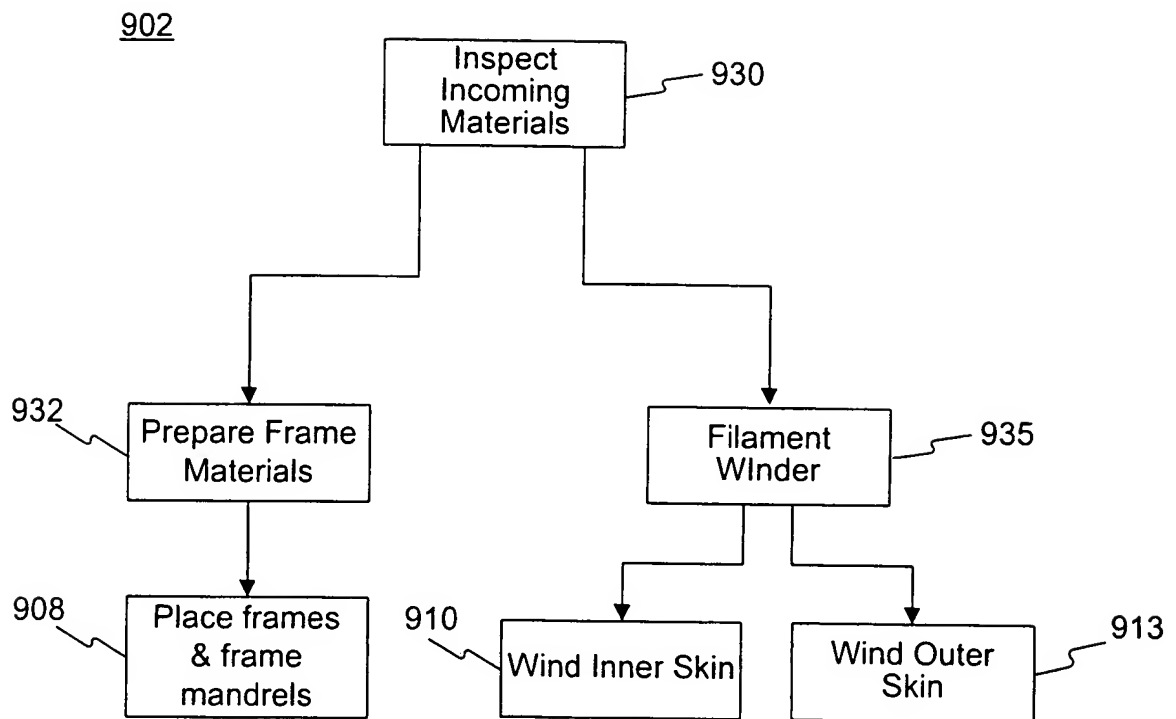 902
Inspect
Incoming
Materials
930
932
Prepare Frame
Materials
Filament
WInder
935
908
Place frames
& frame
mandrels
910
Wind Inner Skin
Wind Outer
Skin
913